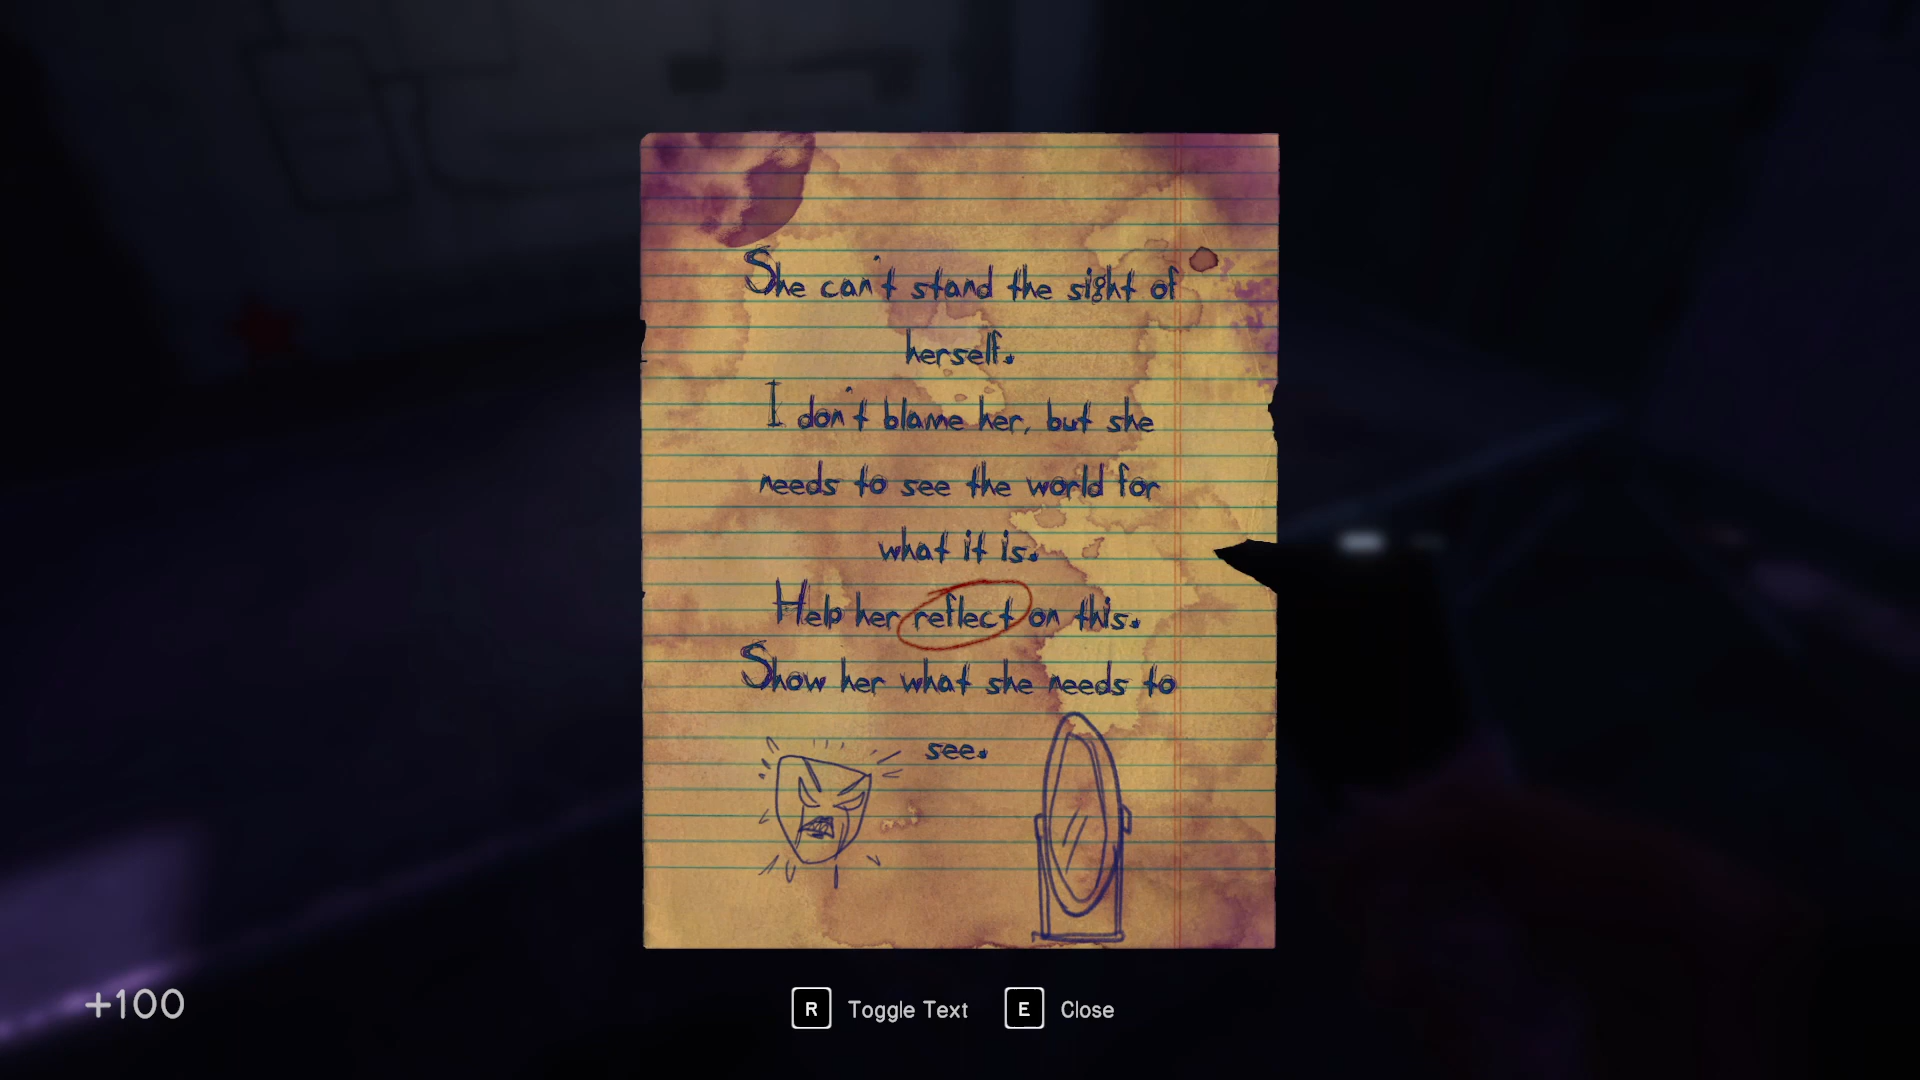 She can't stand the sight of
herself.
I don't blame her, but she
needs to see the world for
what it is.
Help her reflect on this.
Show her what she needs to
see.
+100
R Toggle Text E Close